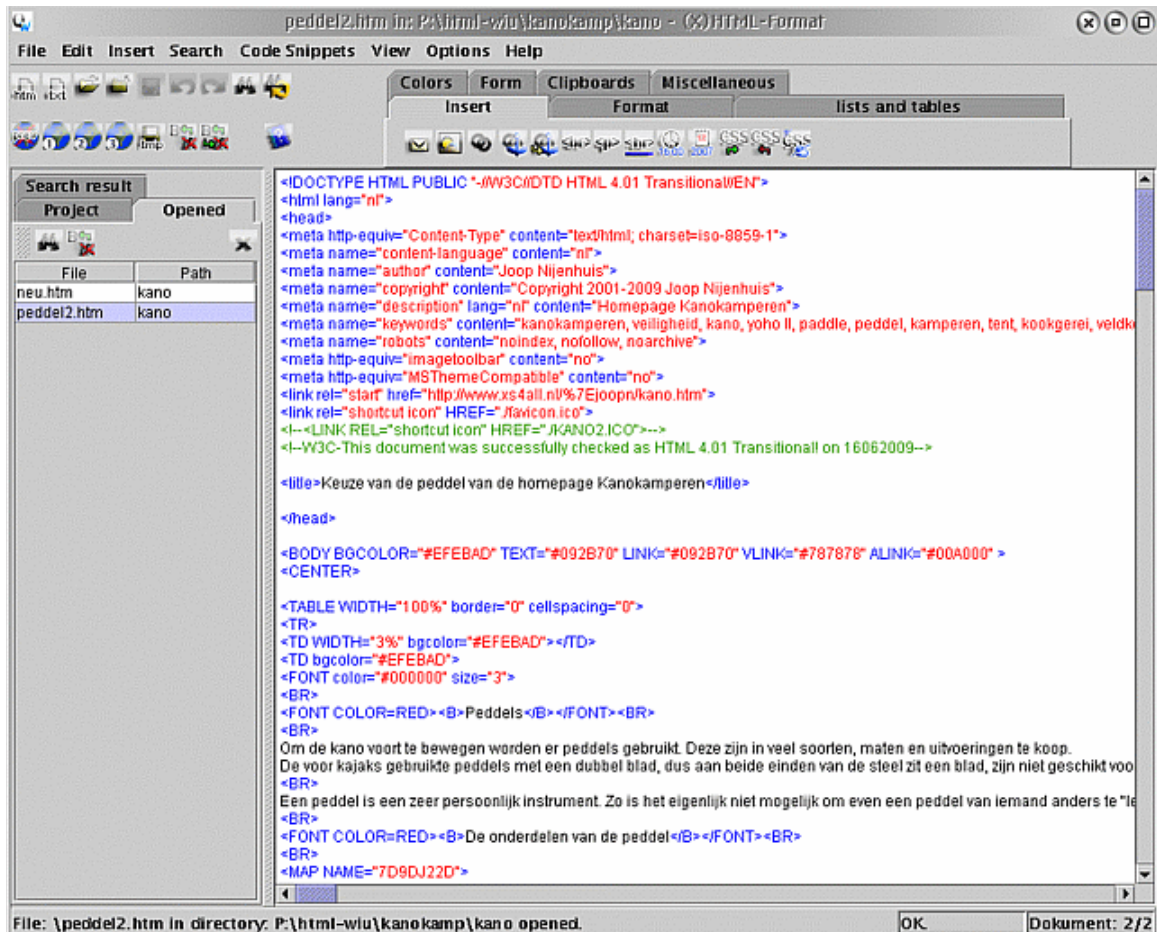 peddel2.htm in: P:\html-wiu\kanokamp\kano - (X)HTML-Format
File Edit Insert Search Code Snippets View Options Help
Colors Form Clipboards Miscellaneous
Insert Format lists and tables
Search result
Project Opened
File Path
neu.htm kano
peddel2.htm kano
<!DOCTYPE HTML PUBLIC "-//W3C//DTD HTML 4.01 Transitional//EN">
<html lang="nl">
<head>
<meta http-equiv="Content-Type" content="text/html; charset=iso-8859-1">
<meta name="content-language" content="nl">
<meta name="author" content="Joop Nijenhuis">
<meta name="copyright" content="Copyright 2001-2009 Joop Nijenhuis">
<meta name="description" lang="nl" content="Homepage Kanokamperen">
<meta name="keywords" content="kanokamperen, veiligheid, kano, yoho II, paddle, peddel, kamperen, tent, kookgerei, veldk
<meta name="robots" content="noindex, nofollow, noarchive">
<meta http-equiv="imagetoolbar" content="no">
<meta http-equiv="MSThemeCompatible" content="no">
<link rel="start" href="http://www.xs4all.nl/%7Ejoopn/kano.htm">
<link rel="shortcut icon" HREF="./favicon.ico">
<!--<LINK REL="shortcut icon" HREF="./KANO2.ICO">-->
<!--W3C-This document was successfully checked as HTML 4.01 Transitional! on 16062009-->
<title>Keuze van de peddel van de homepage Kanokamperen</title>
</head>
<BODY BGCOLOR="#EFEBAD" TEXT="#092B70" LINK="#092B70" VLINK="#787878" ALINK="#00A000" >
<CENTER>
<TABLE WIDTH="100%" border="0" cellspacing="0">
<TR>
<TD WIDTH="3%" bgcolor="#EFEBAD"></TD>
<TD bgcolor="#EFEBAD">
<FONT color="#000000" size="3">
<BR>
<FONT COLOR=RED><B>Peddels</B></FONT><BR>
<BR>
Om de kano voort te bewegen worden er peddels gebruikt. Deze zijn in veel soorten, maten en uitvoeringen te koop.
De voor kajaks gebruikte peddels met een dubbel blad, dus aan beide einden van de steel zit een blad, zijn niet geschikt voo
<BR>
Een peddel is een zeer persoonlijk instrument. Zo is het eigenlijk niet mogelijk om even een peddel van iemand anders te "le
<BR>
<FONT COLOR=RED><B>De onderdelen van de peddel</B></FONT><BR>
<BR>
<MAP NAME="7D9DJ22D">
File: \peddel2.htm in directory: P:\html-wiu\kanokamp\kano opened. OK. Dokument: 2/2